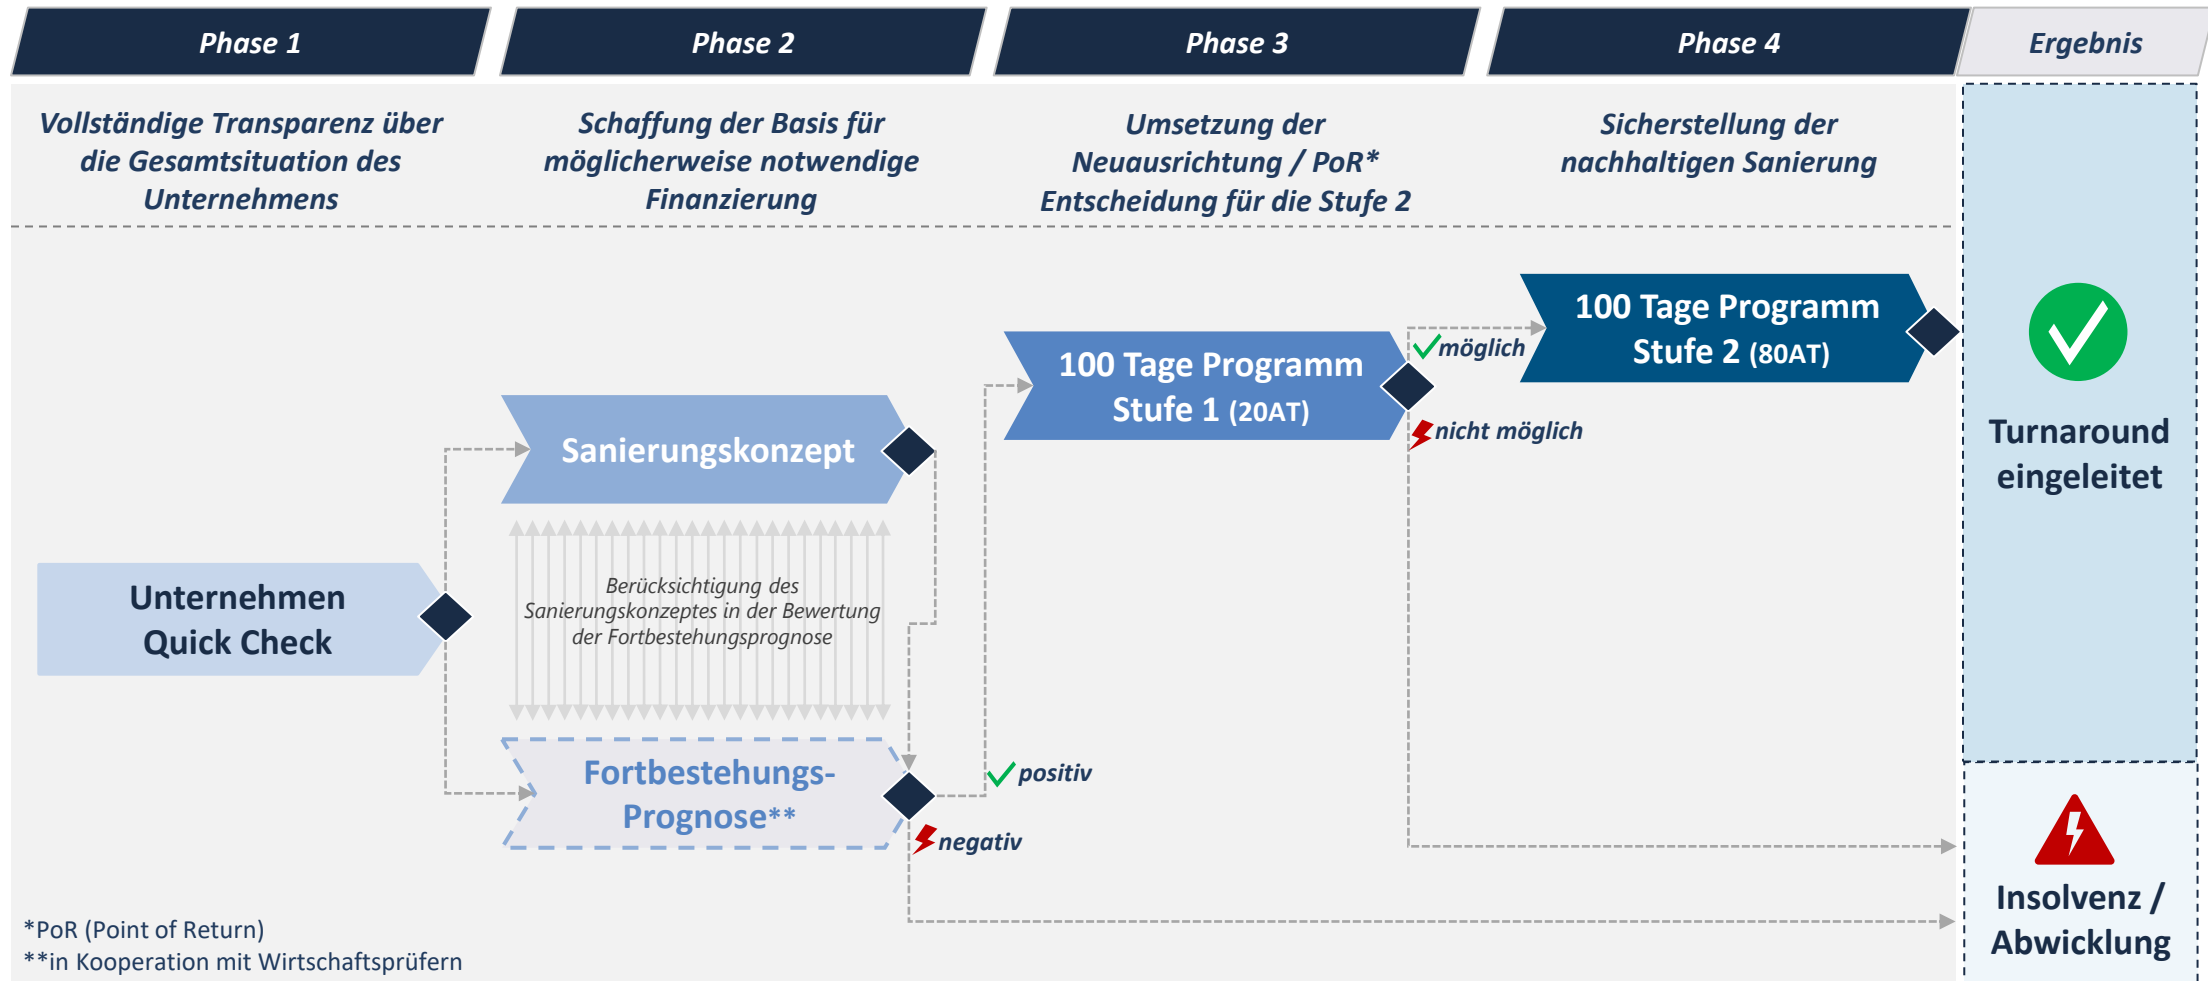 Phase 1
Phase 2
Phase 3
Phase 4
Ergebnis
Vollständige Transparenz über
die Gesamtsituation des
Unternehmens
Schaffung der Basis für
möglicherweise notwendige
Finanzierung
Umsetzung der
Neuausrichtung / PoR*
Entscheidung für die Stufe 2
Sicherstellung der
nachhaltigen Sanierung
Unternehmen
Quick Check
Sanierungskonzept
Berücksichtigung des
Sanierungskonzeptes in der Bewertung
der Fortbestehungsprognose
Fortbestehungs-
Prognose**
positiv
negativ
100 Tage Programm
Stufe 1 (20AT)
möglich
nicht möglich
100 Tage Programm
Stufe 2 (80AT)
Turnaround
eingeleitet
Insolvenz /
Abwicklung
*PoR (Point of Return)
**in Kooperation mit Wirtschaftsprüfern